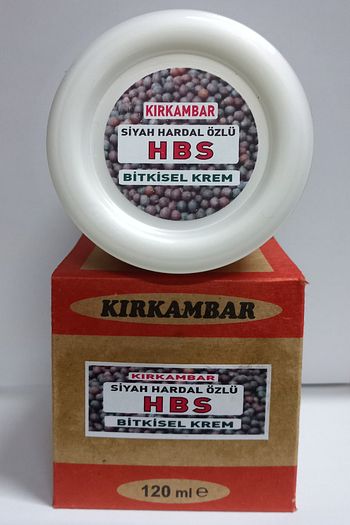 KIRKAMBAR
SİYAH HARDAL ÖZLÜ
HBS
BİTKİSEL KREM
KIRKAMBAR
KIRKAMBAR
SİYAH HARDAL ÖZLÜ
HBS
BİTKİSEL KREM
120 ml ℮